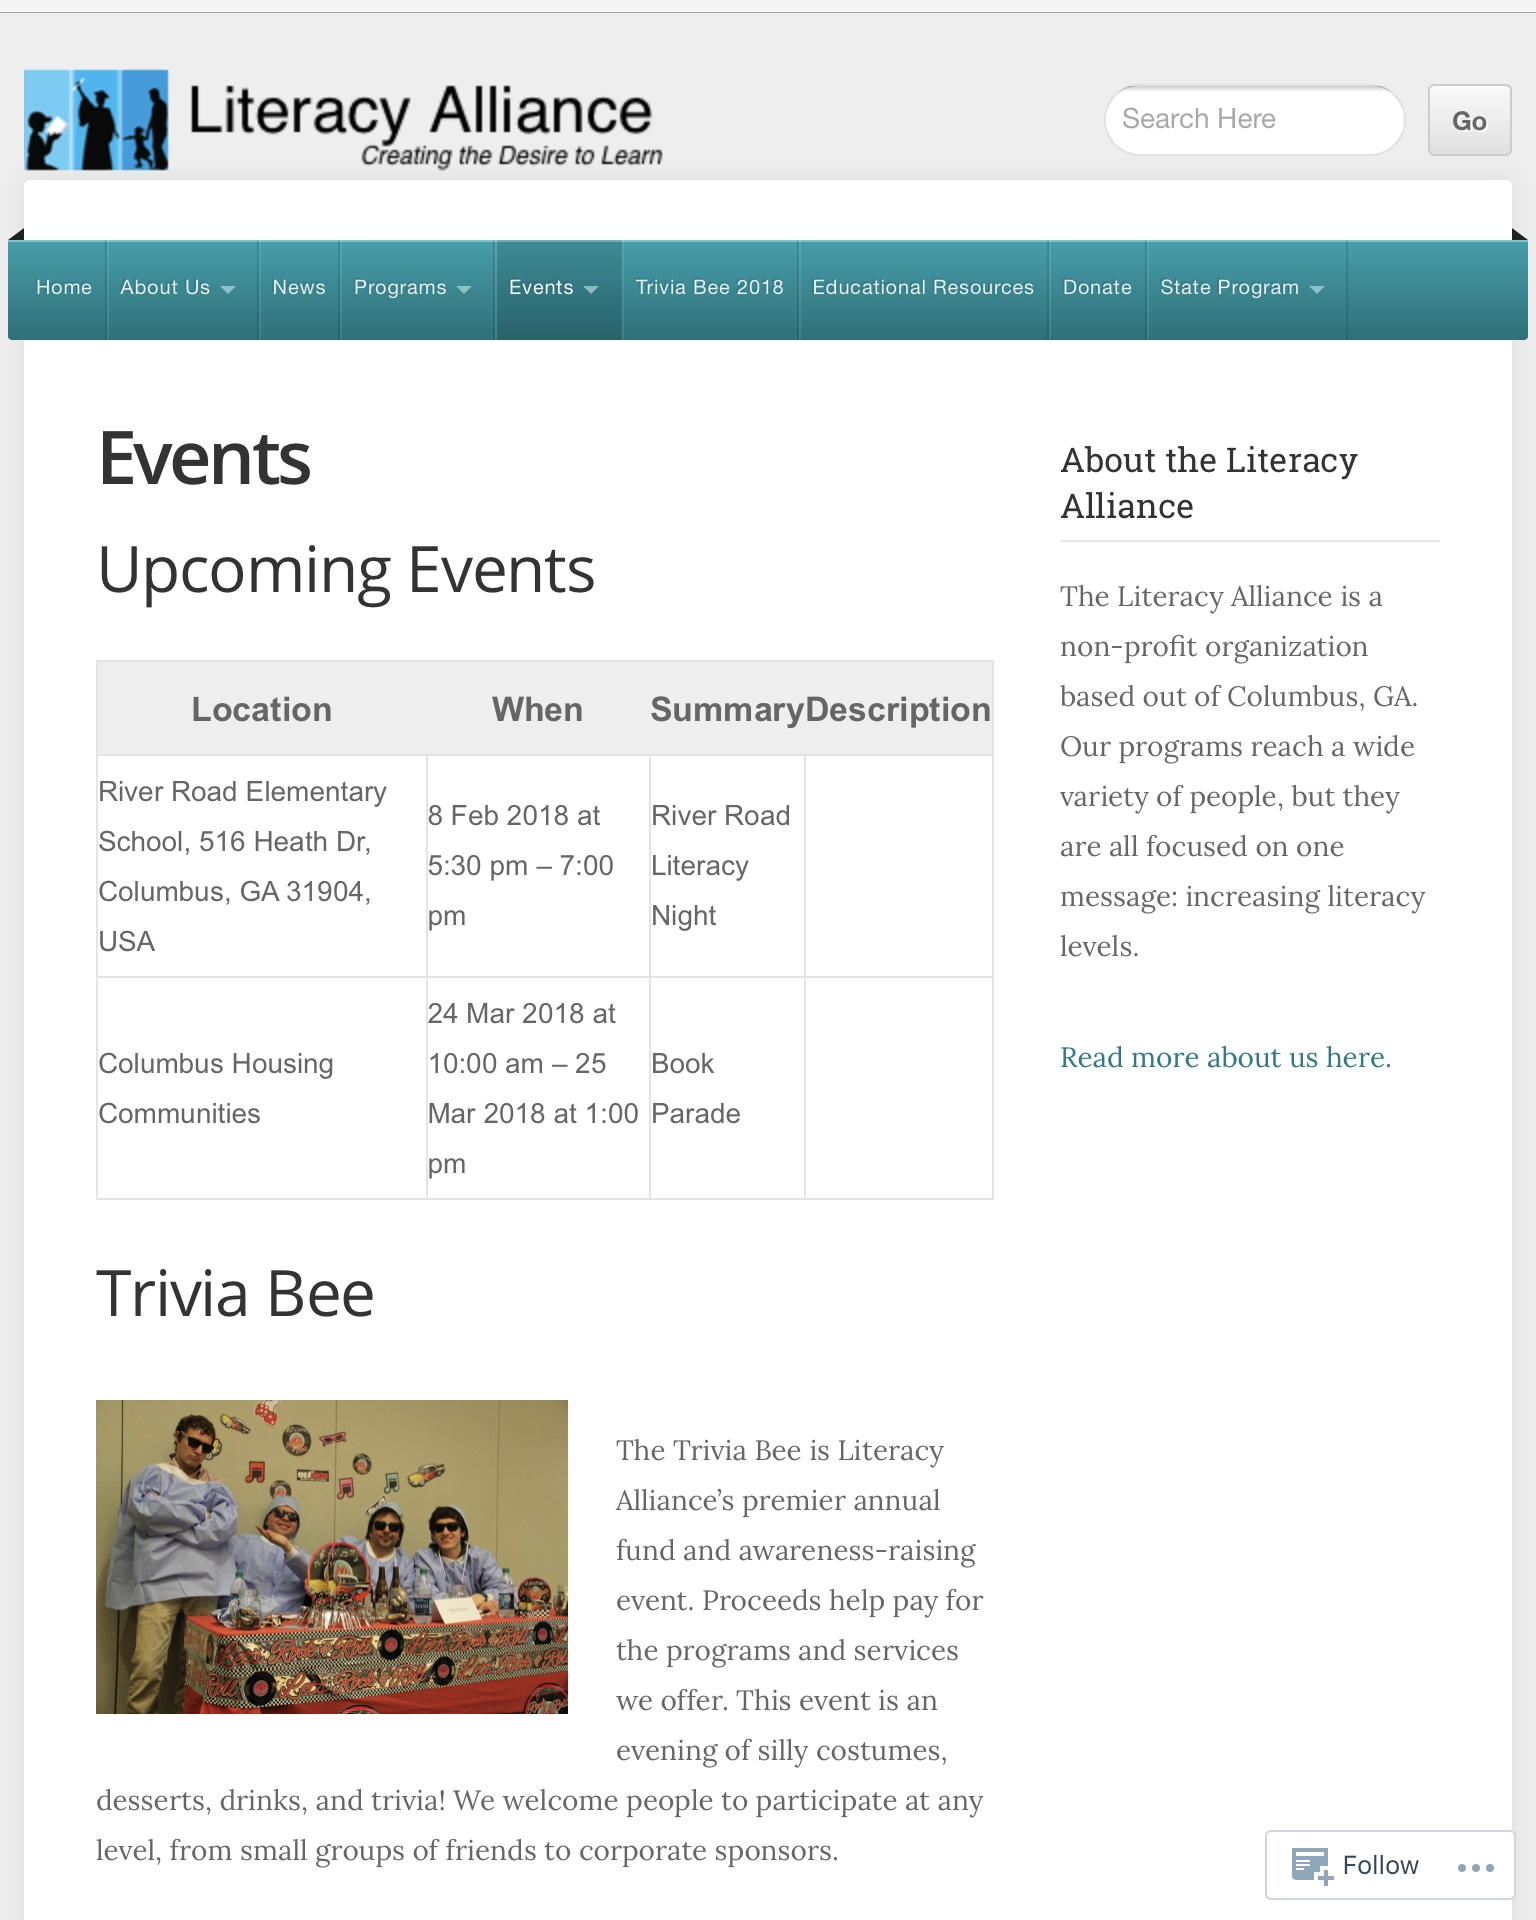 Literacy Alliance
Creating the Desire to Learn
Search Here
Go
Home About Us News Programs Events Trivia Bee 2018 Educational Resources Donate State Program
Events
Upcoming Events
Location When Summary Description
River Road Elementary
School, 516 Heath Dr,
Columbus, GA 31904,
USA
8 Feb 2018 at
5:30 pm – 7:00
pm
River Road
Literacy
Night
Columbus Housing
Communities
24 Mar 2018 at
10:00 am – 25
Mar 2018 at 1:00
pm
Book
Parade
Trivia Bee
The Trivia Bee is Literacy
Alliance’s premier annual
fund and awareness-raising
event. Proceeds help pay for
the programs and services
we offer. This event is an
evening of silly costumes,
desserts, drinks, and trivia! We welcome people to participate at any
level, from small groups of friends to corporate sponsors.
About the Literacy
Alliance
The Literacy Alliance is a
non-profit organization
based out of Columbus, GA.
Our programs reach a wide
variety of people, but they
are all focused on one
message: increasing literacy
levels.
Read more about us here.
Follow